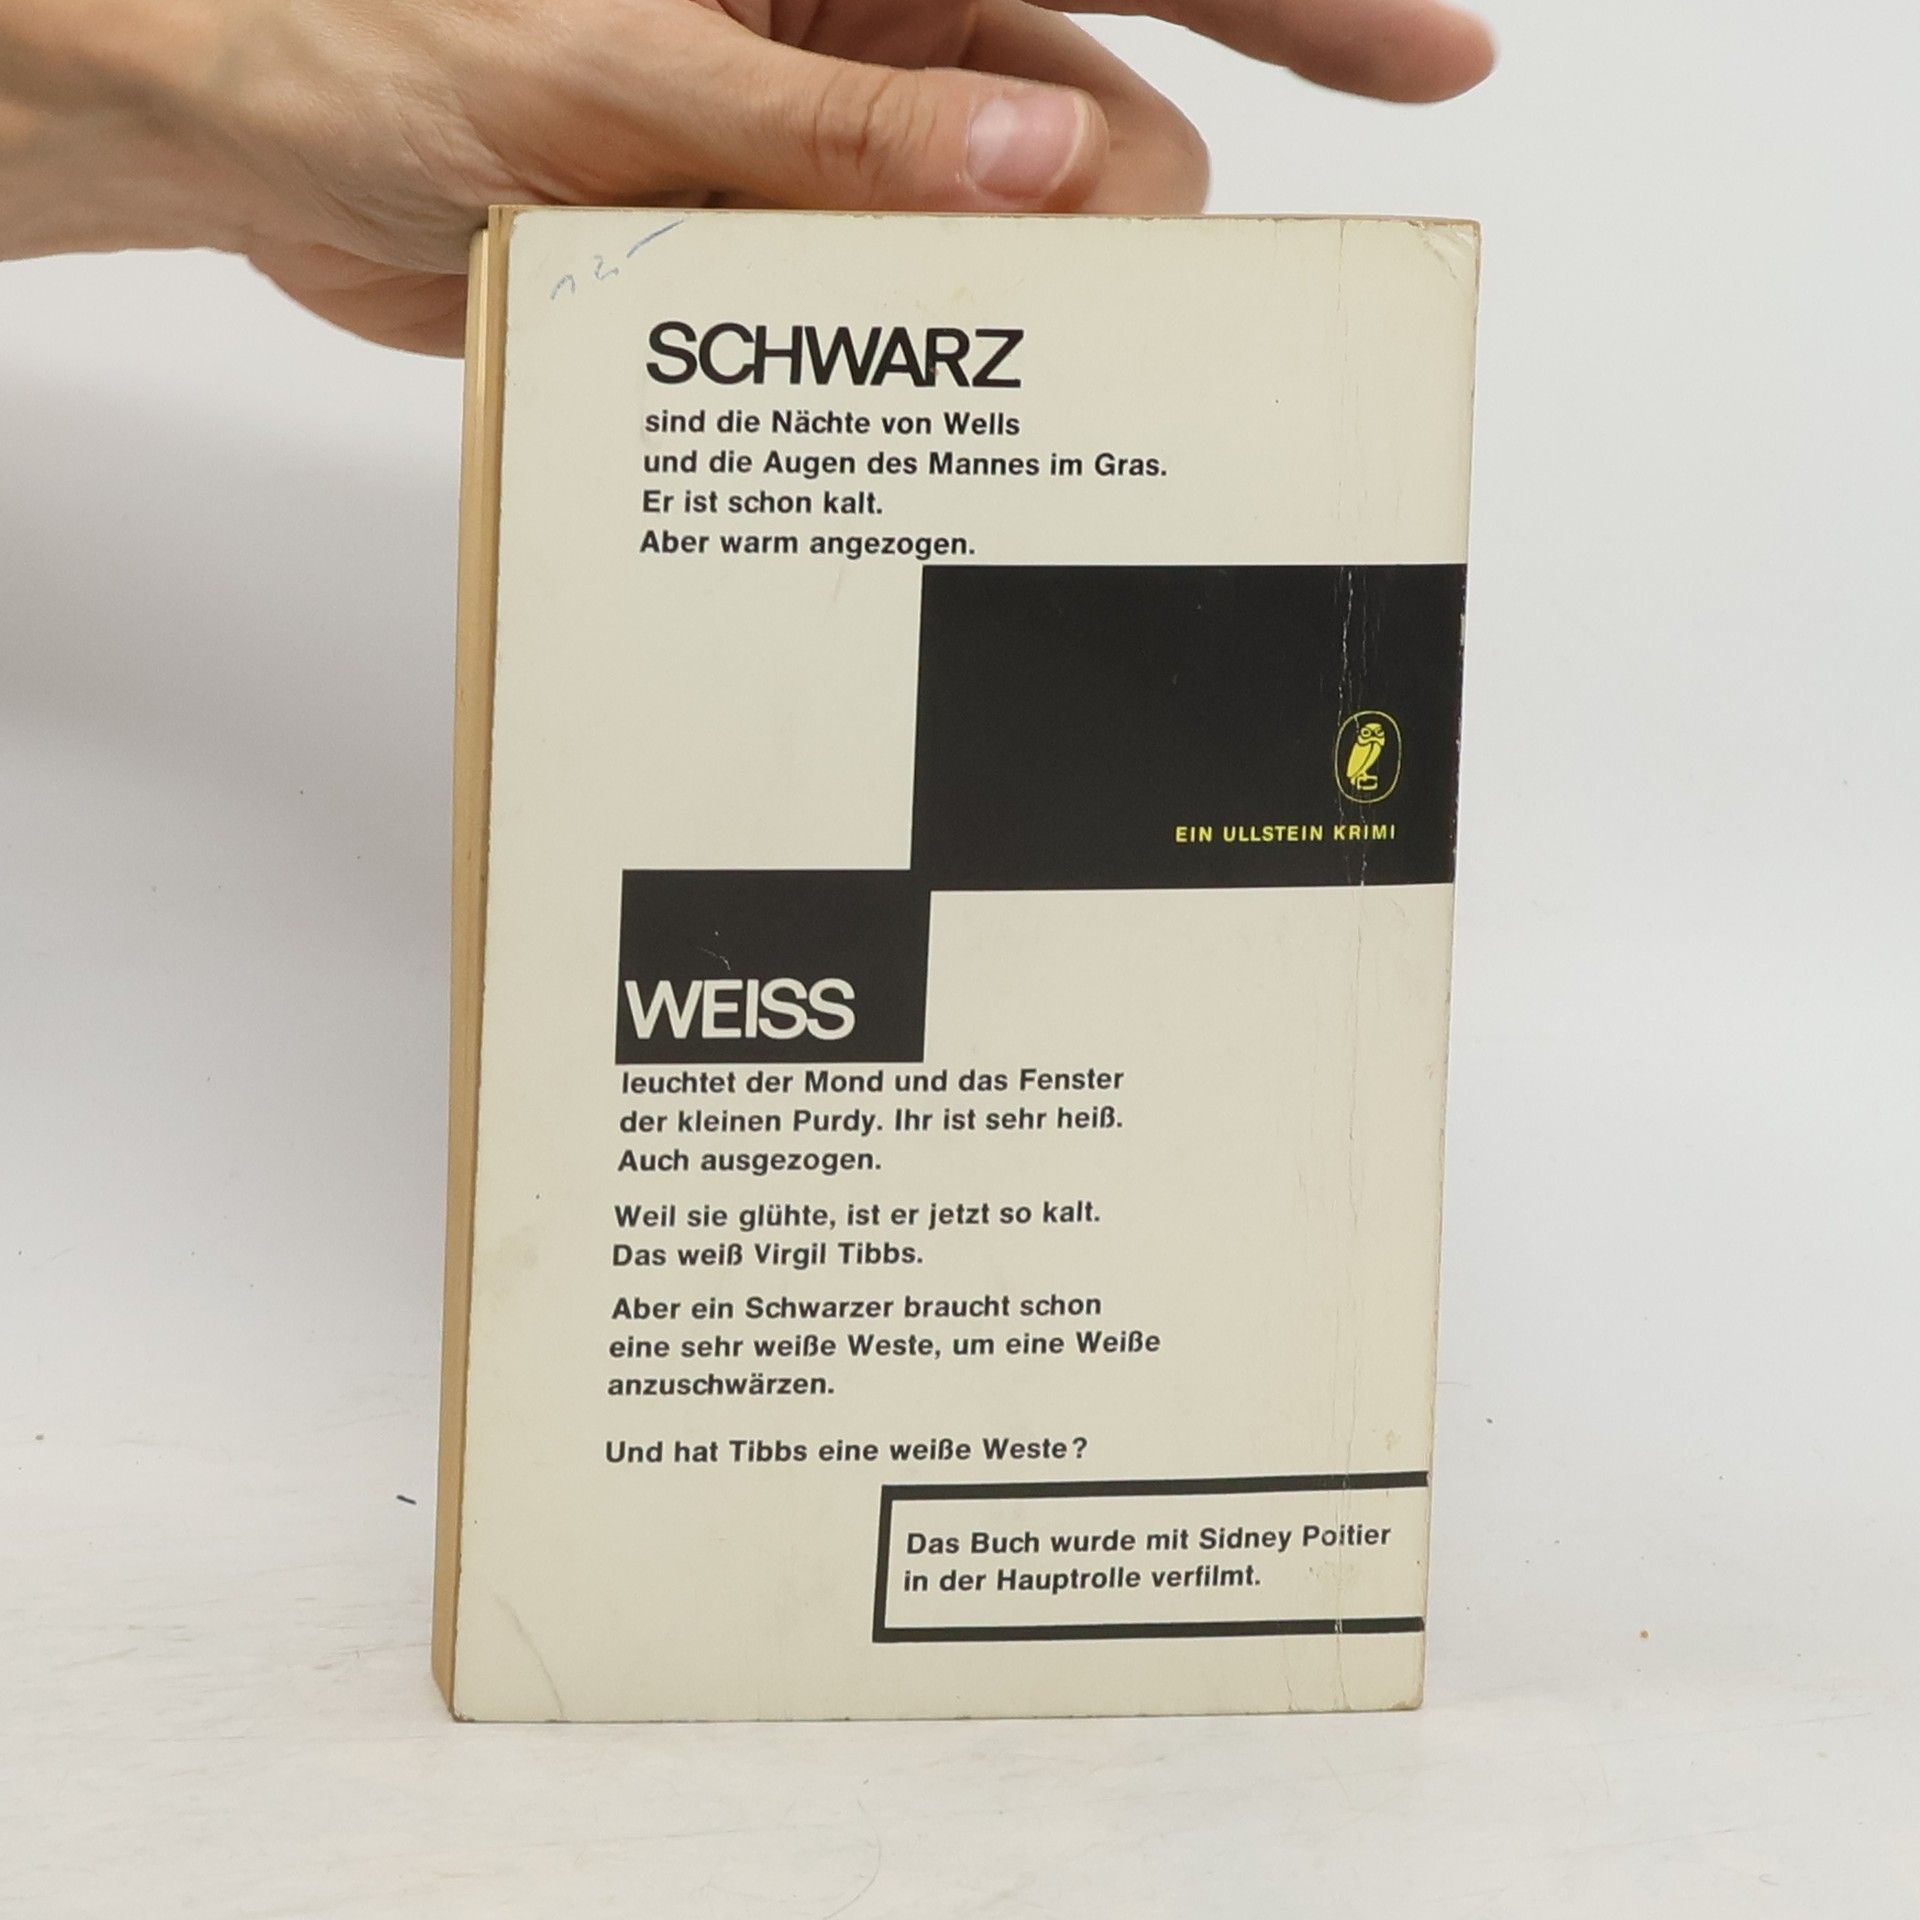 12,-
SCHWARZ
sind die Nächte von Wells
und die Augen des Mannes im Gras.
Er ist schon kalt.
Aber warm angezogen.
EIN ULLSTEIN KRIMI
WEISS
leuchtet der Mond und das Fenster
der kleinen Purdy. Ihr ist sehr heiß.
Auch ausgezogen.
Weil sie glühte, ist er jetzt so kalt.
Das weiß Virgil Tibbs.
Aber ein Schwarzer braucht schon
eine sehr weiße Weste, um eine Weiße
anzuschwärzen.
Und hat Tibbs eine weiße Weste?
Das Buch wurde mit Sidney Poitier
in der Hauptrolle verfilmt.